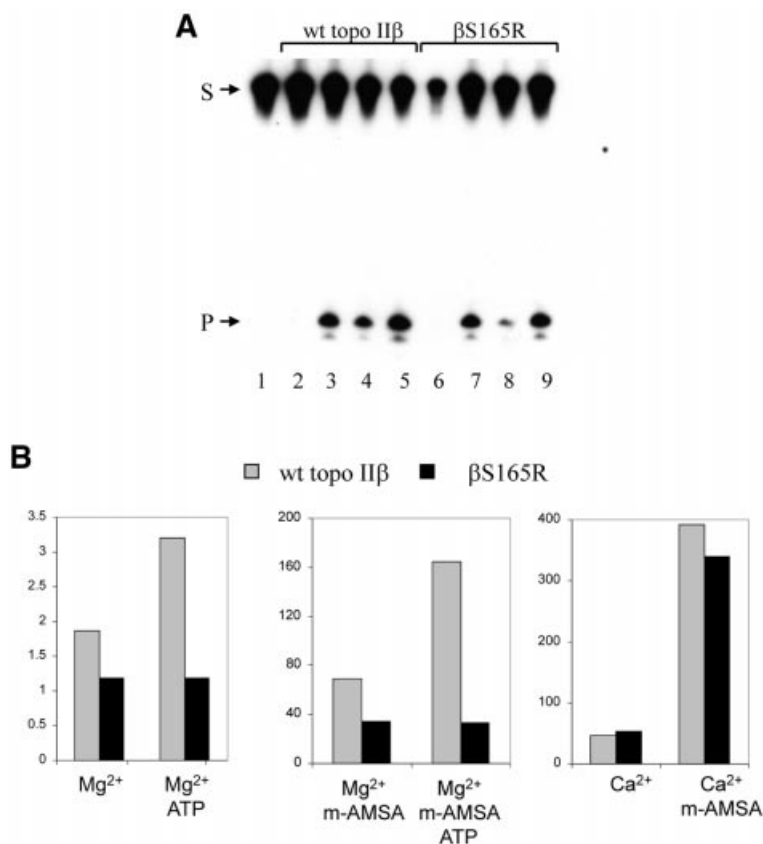 A
wt topo IIβ βS165R
S
P
1 2 3 4 5 6 7 8 9
B
wt topo IIβ βS165R
3.5
3
2.5
2
1.5
1
0.5
0
Mg²⁺ Mg²⁺
ATP
200
160
120
80
40
0
Mg²⁺ Mg²⁺
m-AMSA m-AMSA
ATP
400
300
200
100
0
Ca²⁺ Ca²⁺
m-AMSA